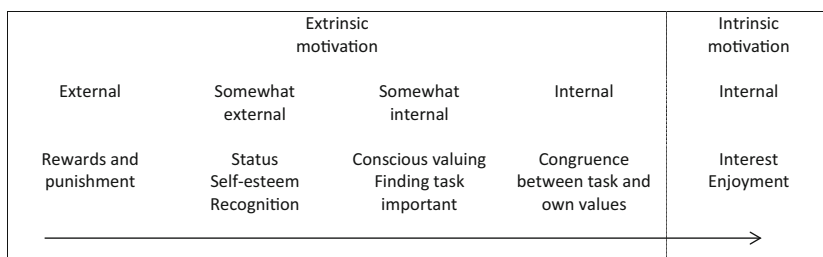 Extrinsic
motivation
Intrinsic
motivation
External
Somewhat
external
Somewhat
internal
Internal
Internal
Rewards and
punishment
Status
Self-esteem
Recognition
Conscious valuing
Finding task
important
Congruence
between task and
own values
Interest
Enjoyment